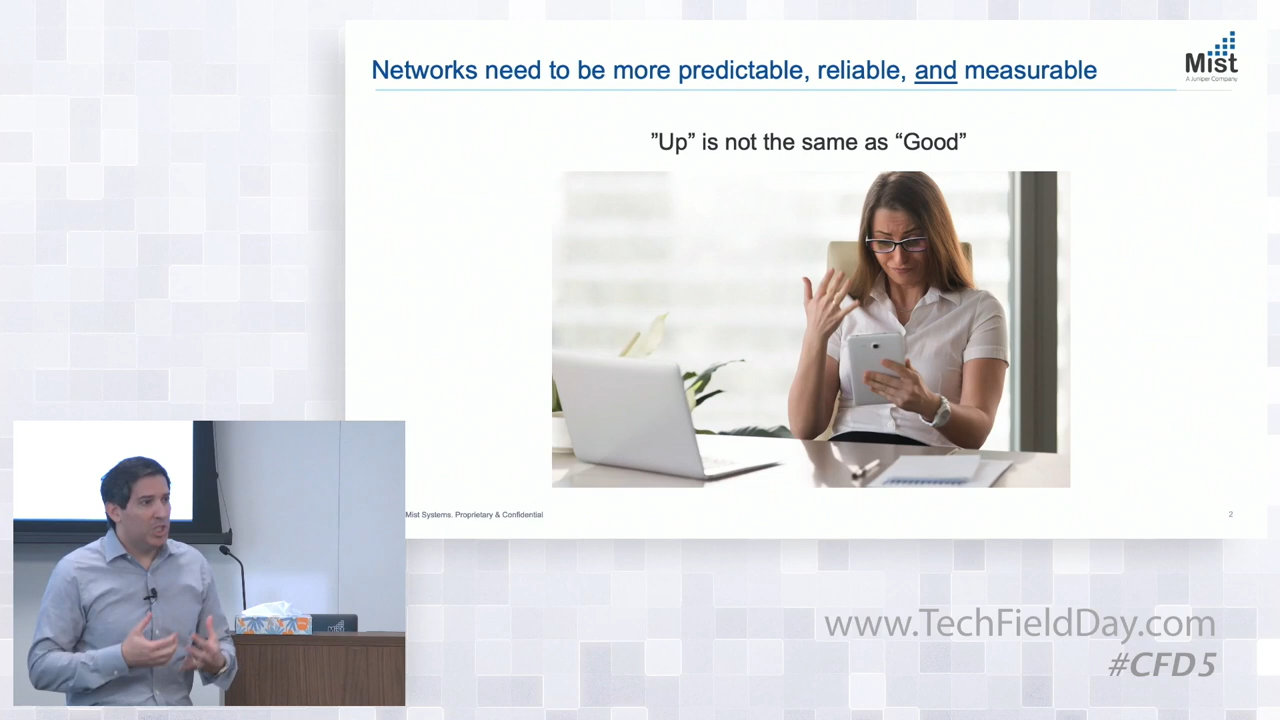 Networks need to be more predictable, reliable, and measurable
Mist
A Juniper Company
”Up” is not the same as “Good”
Mist Systems. Proprietary & Confidential
2
Mist
www.TechFieldDay.com
#CFD5